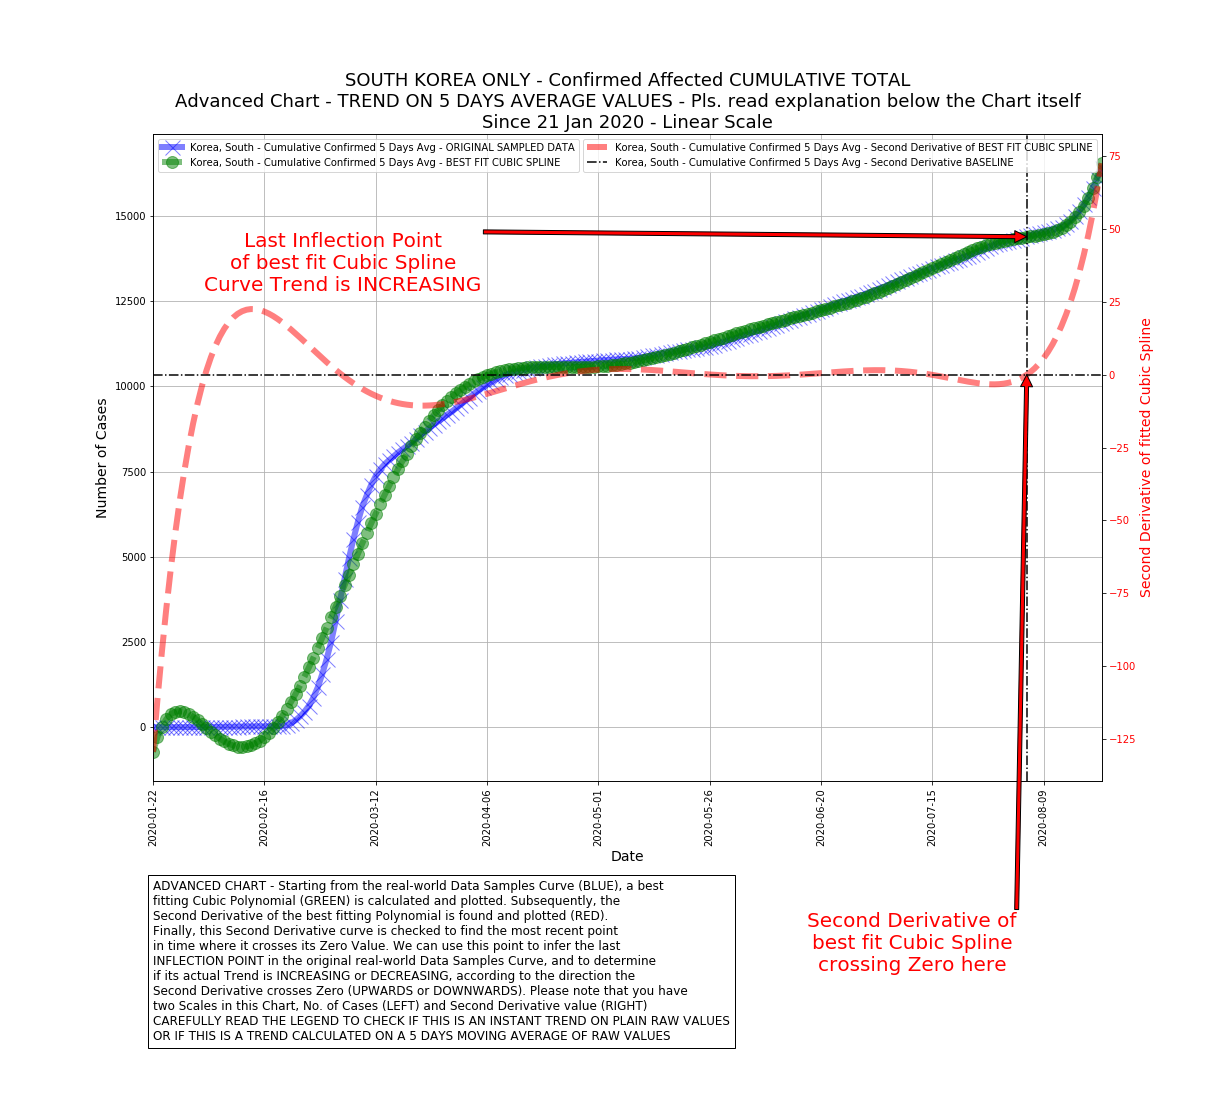 SOUTH KOREA ONLY - Confirmed Affected CUMULATIVE TOTAL
Advanced Chart - TREND ON 5 DAYS AVERAGE VALUES - Pls. read explanation below the Chart itself
Since 21 Jan 2020 - Linear Scale
Korea, South - Cumulative Confirmed 5 Days Avg - ORIGINAL SAMPLED DATA
Korea, South - Cumulative Confirmed 5 Days Avg - BEST FIT CUBIC SPLINE
Korea, South - Cumulative Confirmed 5 Days Avg - Second Derivative of BEST FIT CUBIC SPLINE
Korea, South - Cumulative Confirmed 5 Days Avg - Second Derivative BASELINE
Last Inflection Point
of best fit Cubic Spline
Curve Trend is INCREASING
Number of Cases
15000
12500
10000
7500
5000
2500
0
75
50
25
0
−25
−50
−75
−100
−125
Second Derivative of fitted Cubic Spline
2020-01-22
2020-02-16
2020-03-12
2020-04-06
2020-05-01
2020-05-26
2020-06-20
2020-07-15
2020-08-09
Date
ADVANCED CHART - Starting from the real-world Data Samples Curve (BLUE), a best
fitting Cubic Polynomial (GREEN) is calculated and plotted. Subsequently, the
Second Derivative of the best fitting Polynomial is found and plotted (RED).
Finally, this Second Derivative curve is checked to find the most recent point
in time where it crosses its Zero Value. We can use this point to infer the last
INFLECTION POINT in the original real-world Data Samples Curve, and to determine
if its actual Trend is INCREASING or DECREASING, according to the direction the
Second Derivative crosses Zero (UPWARDS or DOWNWARDS). Please note that you have
two Scales in this Chart, No. of Cases (LEFT) and Second Derivative value (RIGHT)
CAREFULLY READ THE LEGEND TO CHECK IF THIS IS AN INSTANT TREND ON PLAIN RAW VALUES
OR IF THIS IS A TREND CALCULATED ON A 5 DAYS MOVING AVERAGE OF RAW VALUES
Second Derivative of
best fit Cubic Spline
crossing Zero here